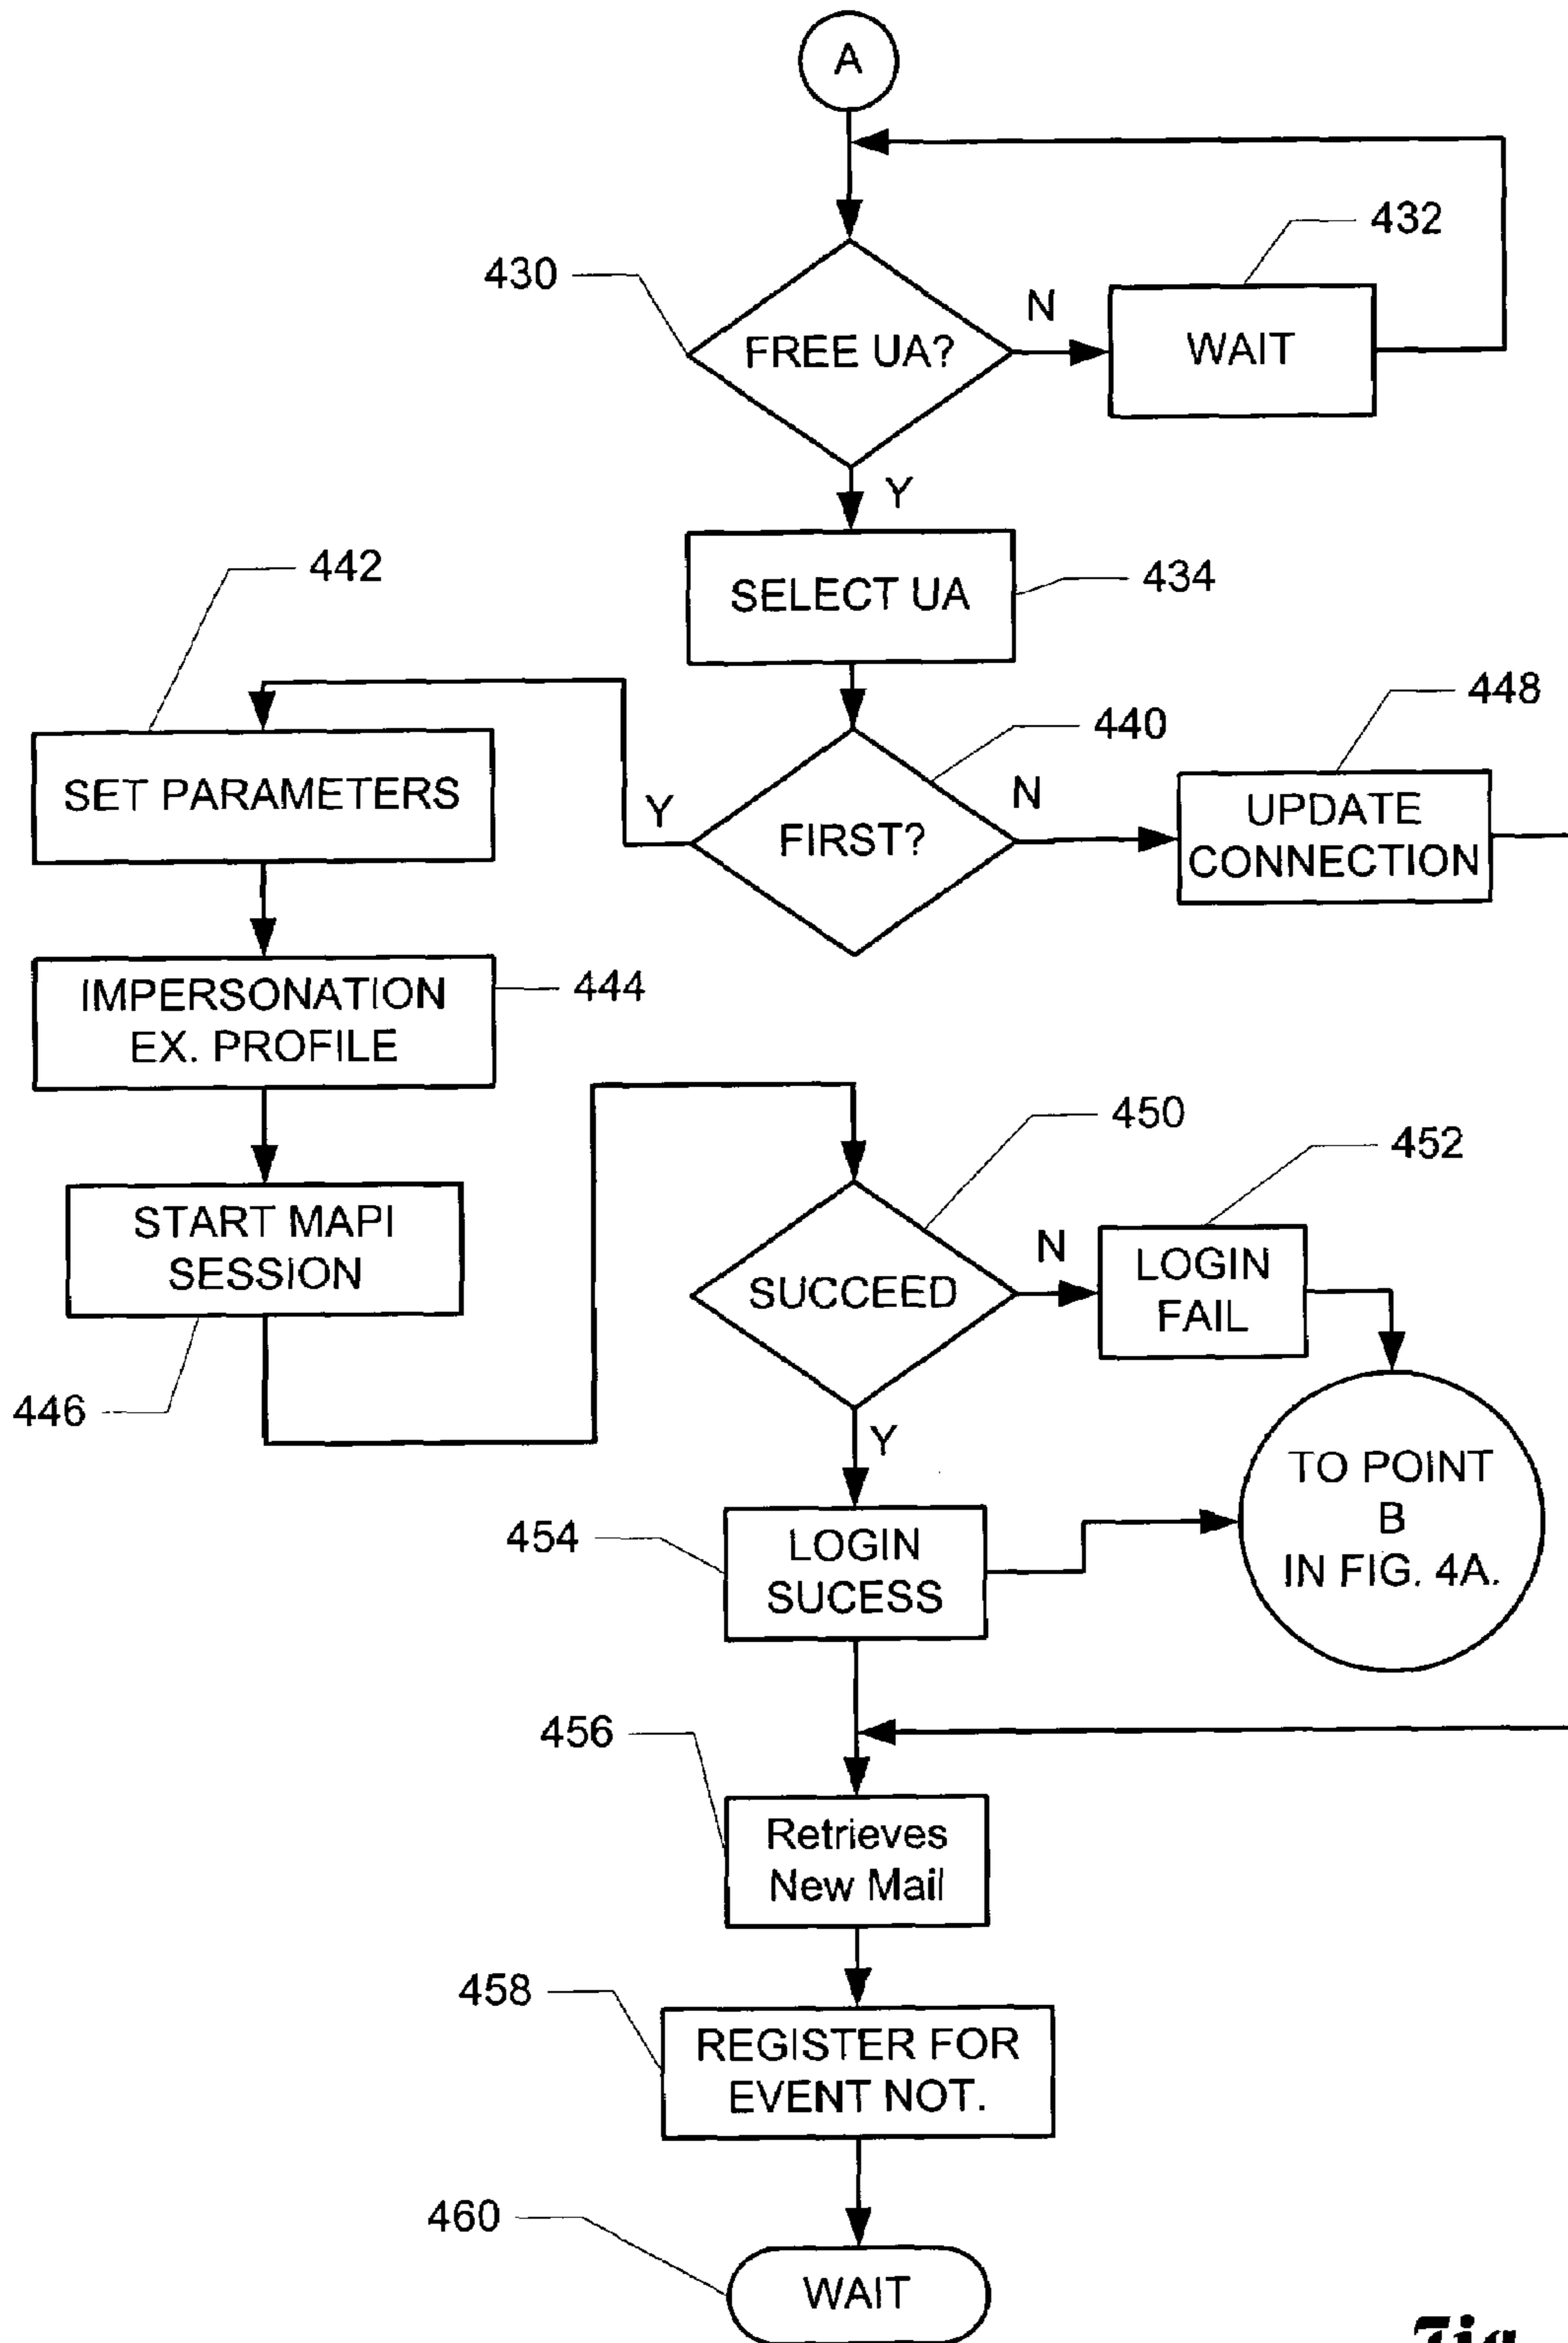 A
432
430
N
FREE UA?
WAIT
Y
442
SELECT UA
434
448
440
SET PARAMETERS
Y
FIRST?
N
UPDATE
CONNECTION
IMPERSONATION
EX. PROFILE
444
450
452
START MAPI
SESSION
SUCCEED
N
LOGIN
FAIL
446
Y
TO POINT
B
IN FIG. 4A.
454
LOGIN
SUCESS
456
Retrieves
New Mail
458
REGISTER FOR
EVENT NOT.
460
WAIT